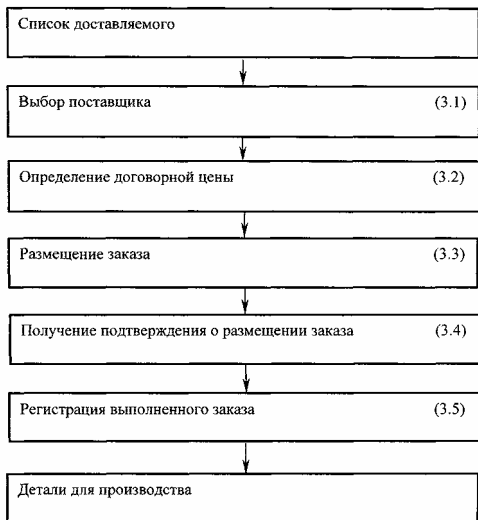 Список доставляемого
Выбор поставщика (3.1)
Определение договорной цены (3.2)
Размещение заказа (3.3)
Получение подтверждения о размещении заказа (3.4)
Регистрация выполненного заказа (3.5)
Детали для производства